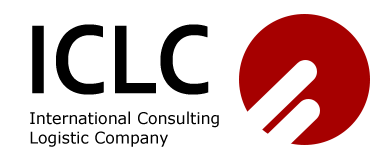 ICLC
International Consulting
Logistic Company